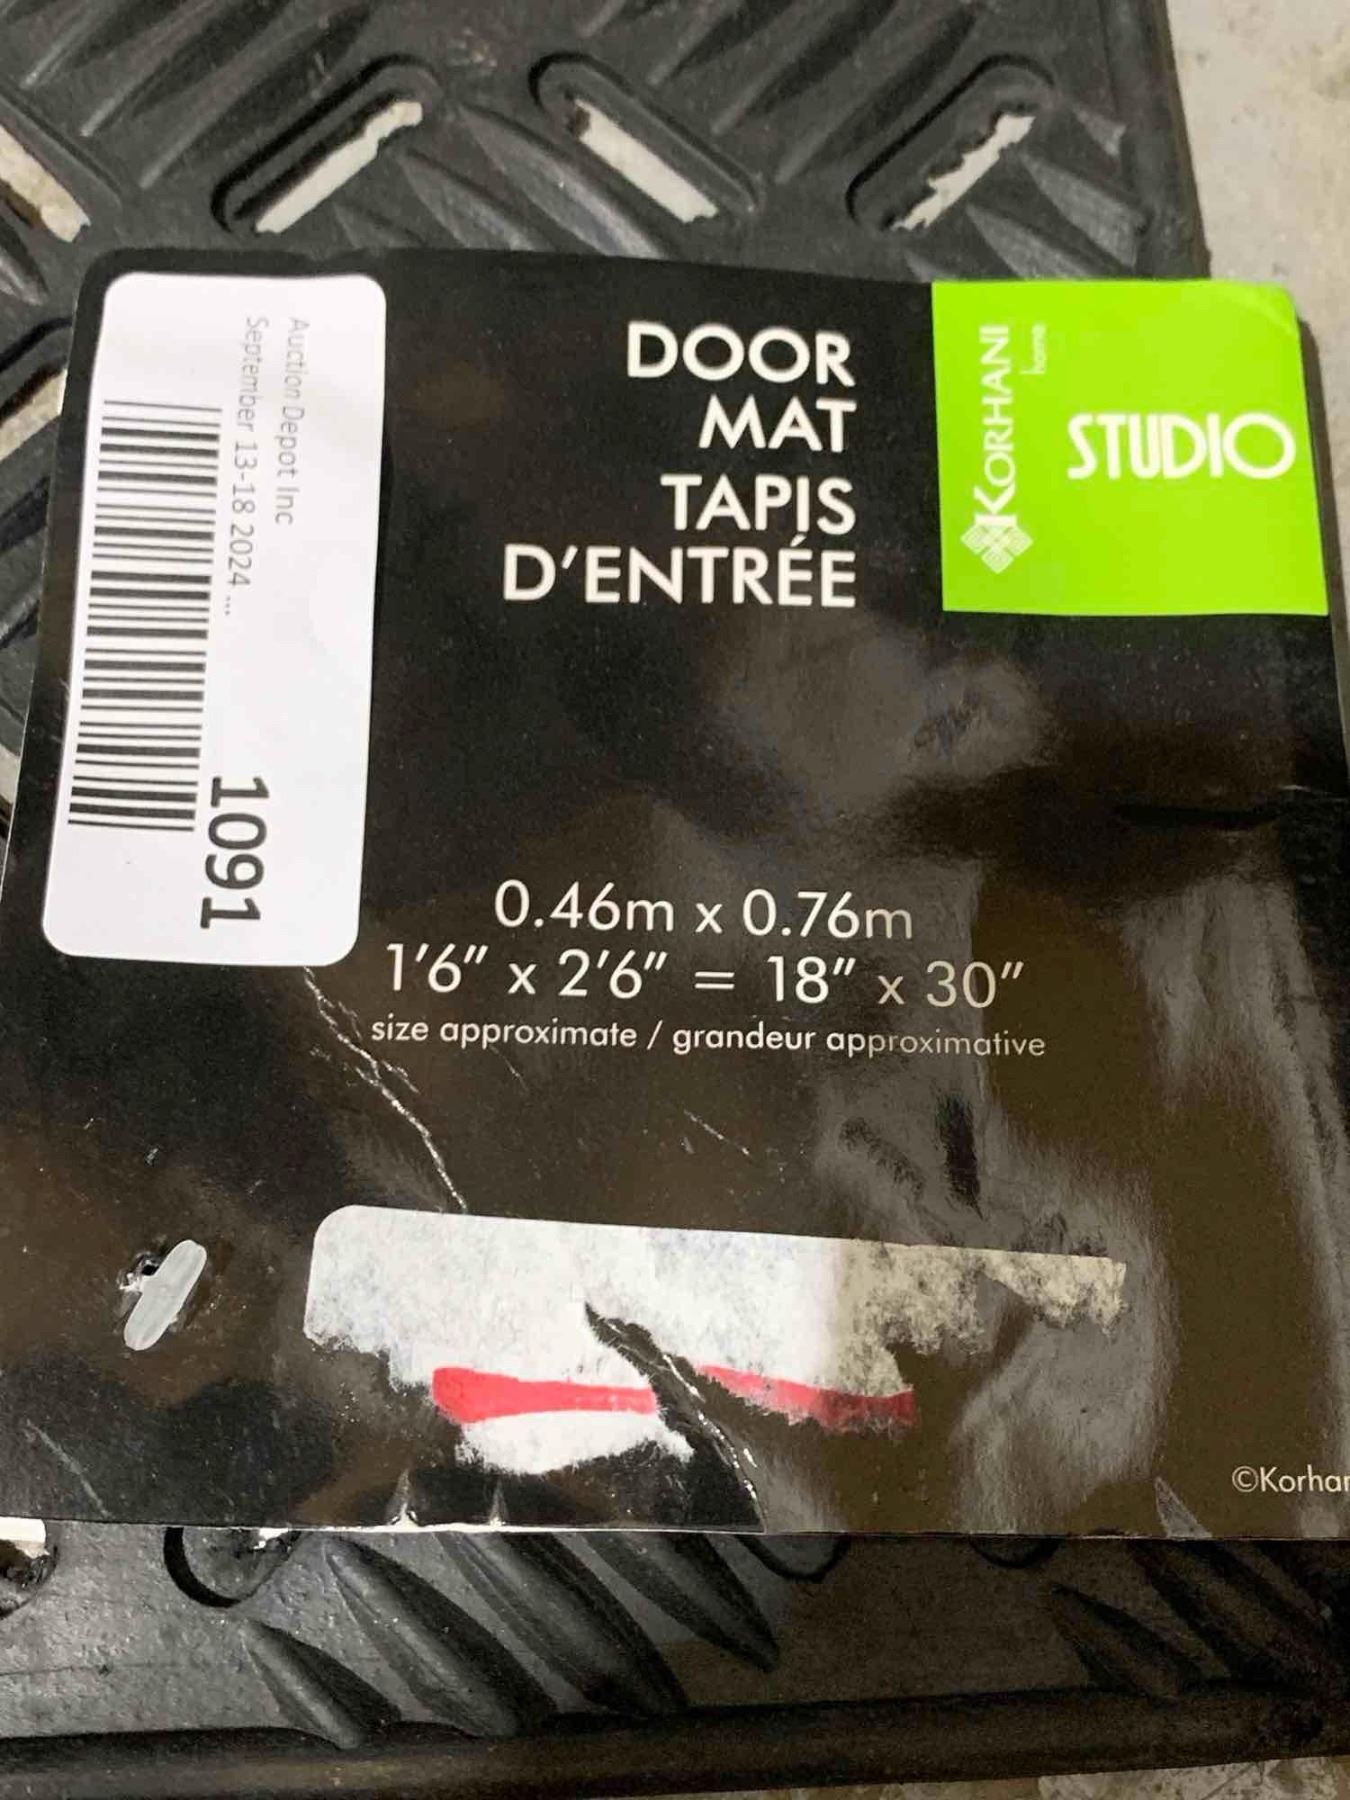 Auction Depot Inc
September 13-18 2024 ...
1091
DOOR
MAT
TAPIS
D'ENTRÉE
KORHANI
home
STUDIO
0.46m x 0.76m
1'6" x 2'6" = 18" x 30"
size approximate / grandeur approximative
©Korhan